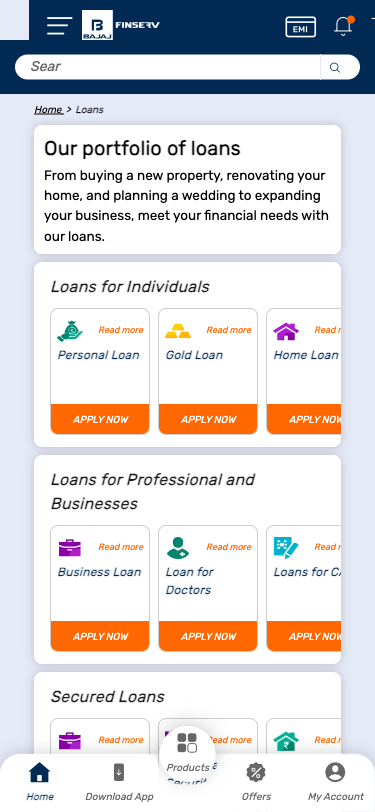 BAJAJ FINSERV
EMI
Sear
Home > Loans
Our portfolio of loans
From buying a new property, renovating your
home, and planning a wedding to expanding
your business, meet your financial needs with
our loans.
Loans for Individuals
Read more Read more Read
Personal Loan Gold Loan Home Loan
APPLY NOW APPLY NOW APPLY NOW
Loans for Professional and
Businesses
Read more Read more Read
Business Loan Loan for Loans for
Doctors
APPLY NOW APPLY NOW APPLY NOW
Secured Loans
Read more Read more Read
Products
Home Download App Offers My Account